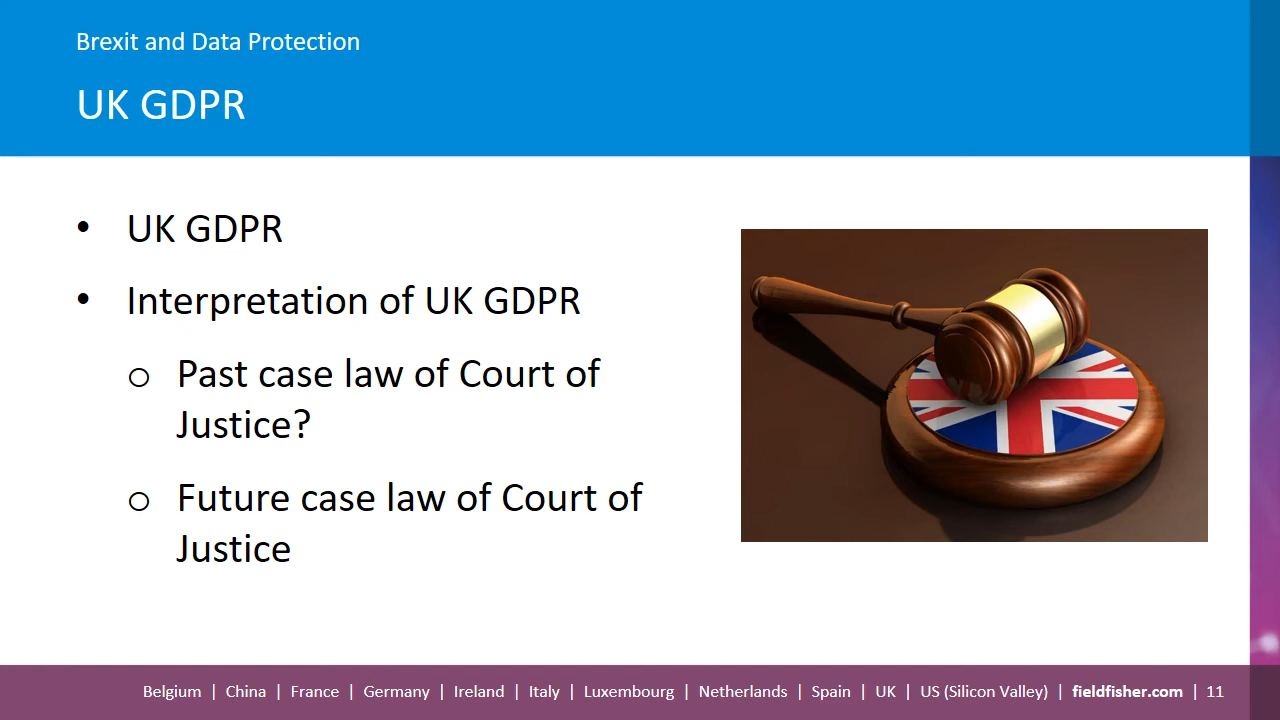 Brexit and Data Protection
UK GDPR
• UK GDPR
• Interpretation of UK GDPR
o Past case law of Court of
Justice?
o Future case law of Court of
Justice
Belgium | China | France | Germany | Ireland | Italy | Luxembourg | Netherlands | Spain | UK | US (Silicon Valley) | fieldfisher.com | 11